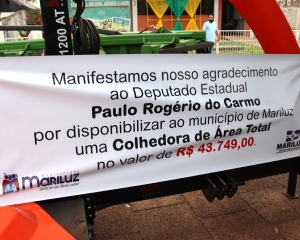 1200 AT
Manifestamos nosso agradecimento
ao Deputado Estadual
Paulo Rogério do Carmo
por disponibilizar ao município de Mariluz
uma Colhedora de Área Total
no valor de R$ 43.749,00.
MARILUZ
MARILUZ